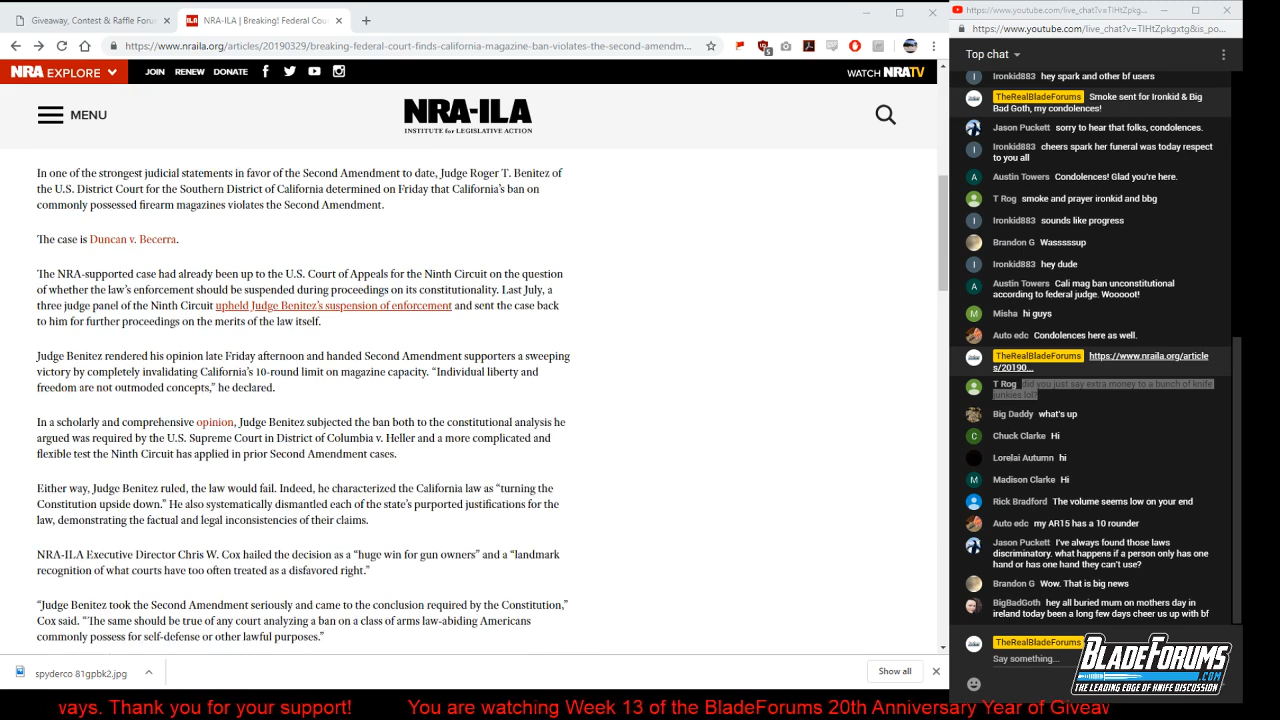 Giveaway, Contest & Raffle Forum
NRA-ILA | Breaking! Federal Cou
https://www.nraila.org/articles/20190329/breaking-federal-court-finds-california-magazine-ban-violates-the-second-amendm...
5
NRA EXPLORE
JOIN RENEW DONATE
WATCH NRATV
MENU
NRA-ILA
INSTITUTE for LEGISLATIVE ACTION
In one of the strongest judicial statements in favor of the Second Amendment to date, Judge Roger T. Benitez of
the U.S. District Court for the Southern District of California determined on Friday that California’s ban on
commonly possessed firearm magazines violates the Second Amendment.
The case is Duncan v. Becerra.
The NRA-supported case had already been up to the U.S. Court of Appeals for the Ninth Circuit on the question
of whether the law’s enforcement should be suspended during proceedings on its constitutionality. Last July, a
three judge panel of the Ninth Circuit upheld Judge Benitez’s suspension of enforcement and sent the case back
to him for further proceedings on the merits of the law itself.
Judge Benitez rendered his opinion late Friday afternoon and handed Second Amendment supporters a sweeping
victory by completely invalidating California’s 10-round limit on magazine capacity. “Individual liberty and
freedom are not outmoded concepts,” he declared.
In a scholarly and comprehensive opinion, Judge Benitez subjected the ban both to the constitutional analysis he
argued was required by the U.S. Supreme Court in District of Columbia v. Heller and a more complicated and
flexible test the Ninth Circuit has applied in prior Second Amendment cases.
Either way, Judge Benitez ruled, the law would fail. Indeed, he characterized the California law as “turning the
Constitution upside down.” He also systematically dismantled each of the state’s purported justifications for the
law, demonstrating the factual and legal inconsistencies of their claims.
NRA-ILA Executive Director Chris W. Cox hailed the decision as a “huge win for gun owners” and a “landmark
recognition of what courts have too often treated as a disfavored right.”
“Judge Benitez took the Second Amendment seriously and came to the conclusion required by the Constitution,”
Cox said. “The same should be true of any court analyzing a ban on a class of arms law-abiding Americans
commonly possess for self-defense or other lawful purposes.”
spyderco 81gpbk2.jpg
Show all
https://www.youtube.com/live_chat?v=TIHtZpkg...
https://www.youtube.com/live_chat?v=TIHtZpkgxtg&is_po...
Top chat
Ironkid883 hey spark and other bf users
TheRealBladeForums Smoke sent for Ironkid & Big
Bad Goth, my condolences!
Jason Puckett sorry to hear that folks, condolences.
Ironkid883 cheers spark her funeral was today respect
to you all
Austin Towers Condolences! Glad you're here.
T Rog smoke and prayer ironkid and bbg
Ironkid883 sounds like progress
Brandon G Wasssssup
Ironkid883 hey dude
Austin Towers Cali mag ban unconstitutional
according to federal judge. Wooooot!
Misha hi guys
Auto edc Condolences here as well.
TheRealBladeForums https://www.nraila.org/article
s/20190...
T Rog did you just say extra money to a bunch of knife
junkies lol?
Big Daddy what's up
Chuck Clarke Hi
Lorelai Autumn hi
Madison Clarke Hi
Rick Bradford The volume seems low on your end
Auto edc my AR15 has a 10 rounder
Jason Puckett I've always found those laws
discriminatory. what happens if a person only has one
hand or has one hand they can't use?
Brandon G Wow. That is big news
BigBadGoth hey all buried mum on mothers day in
ireland today been a long few days cheer us up with bf
TheRealBladeForums
Say something...
BLADEFORUMS
.COM
THE LEADING EDGE OF KNIFE DISCUSSION
ways. Thank you for your support! You are watching Week 13 of the BladeForums 20th Anniversary Year of Giveaw